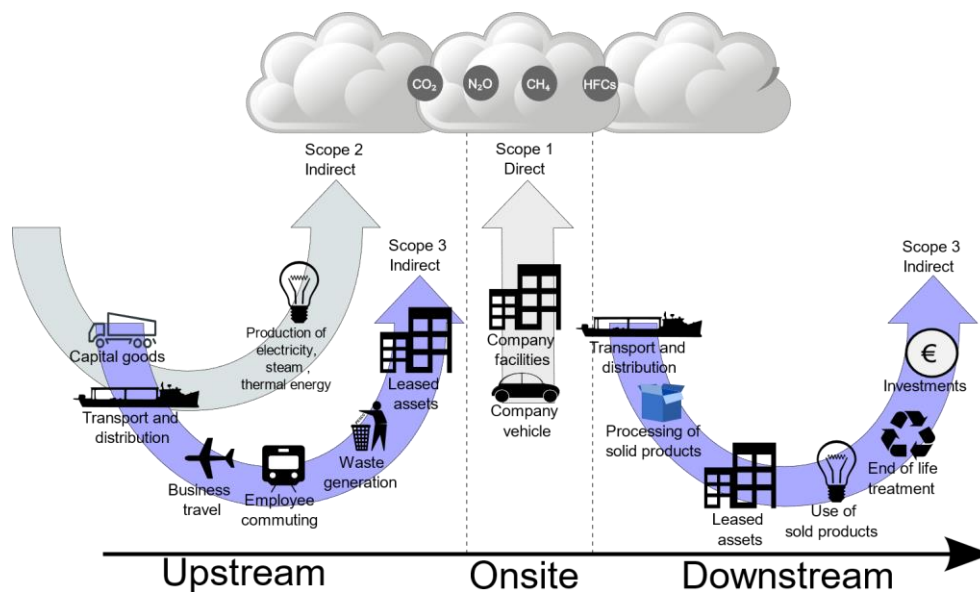 CO₂ N₂O CH₄ HFCs
Scope 2
Indirect
Scope 1
Direct
Scope 3
Indirect
Scope 3
Indirect
Production of
electricity,
steam ,
thermal energy
Capital goods
Transport and
distribution
Business
travel
Employee
commuting
Waste
generation
Leased
assets
Company
facilities
Company
vehicle
Transport and
distribution
Processing of
solid products
Leased
assets
Use of
sold products
End of life
treatment
€
Investments
Upstream Onsite Downstream